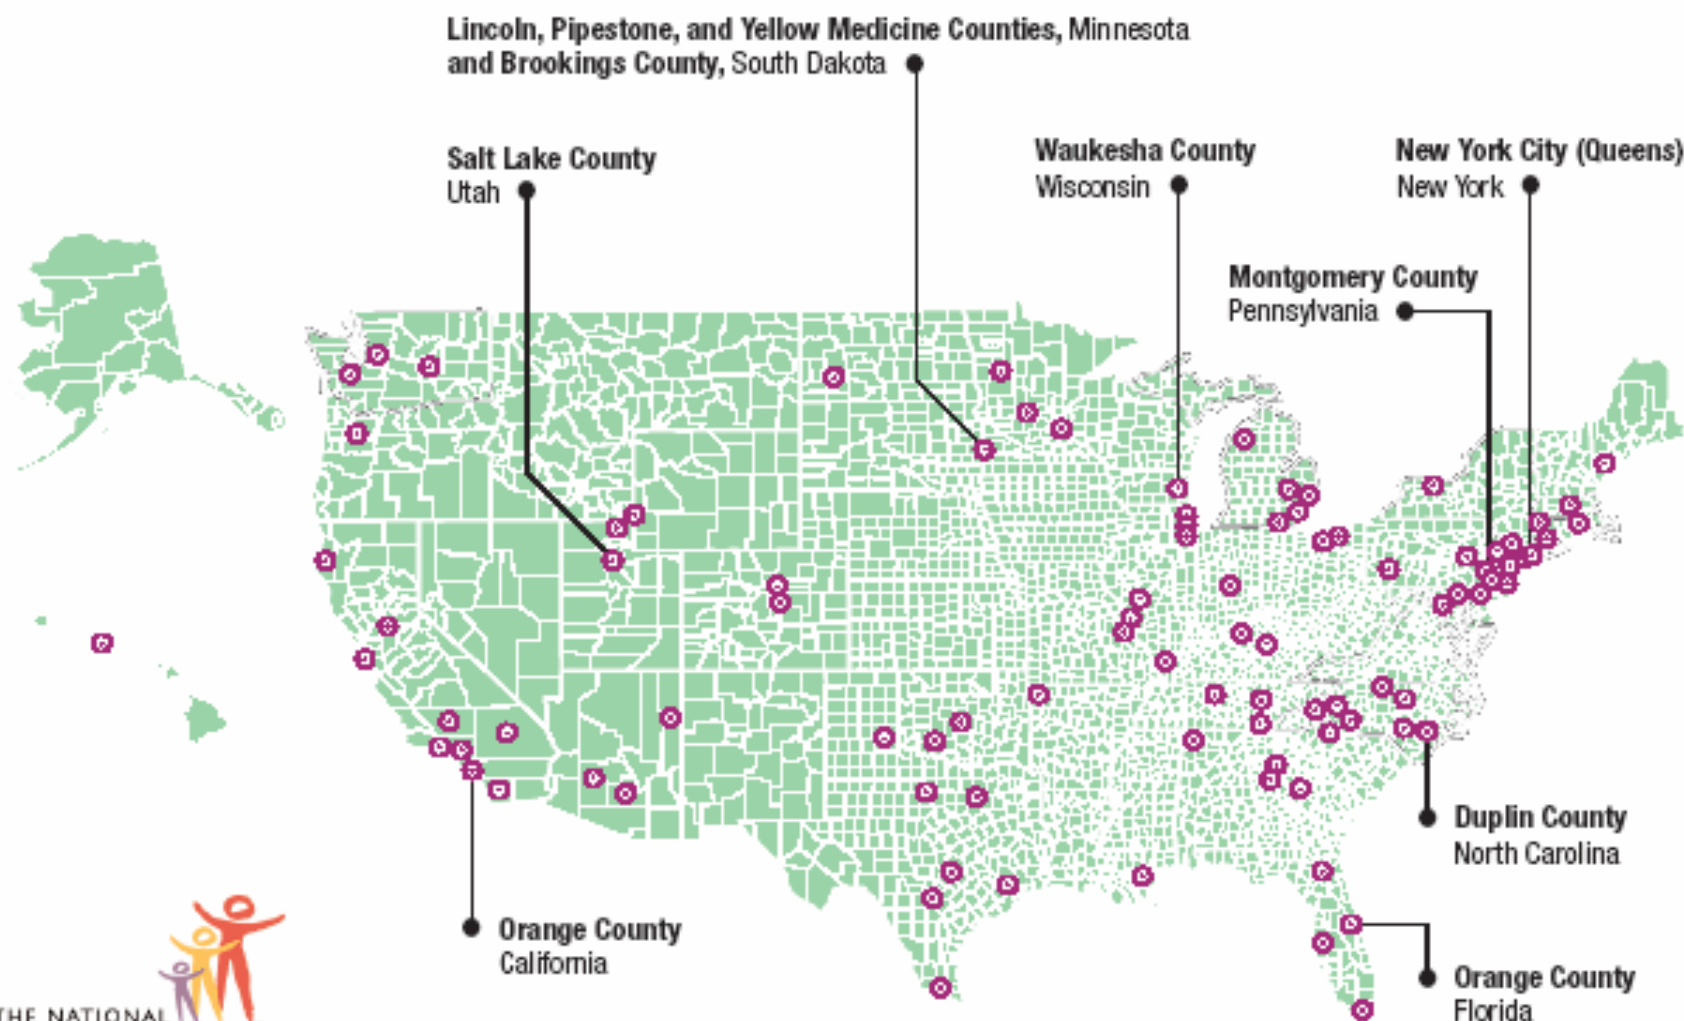 Lincoln, Pipestone, and Yellow Medicine Counties, Minnesota
and Brookings County, South Dakota
Salt Lake County
Utah
Waukesha County
Wisconsin
New York City (Queens)
New York
Montgomery County
Pennsylvania
Duplin County
North Carolina
Orange County
California
Orange County
Florida
THE NATIONAL